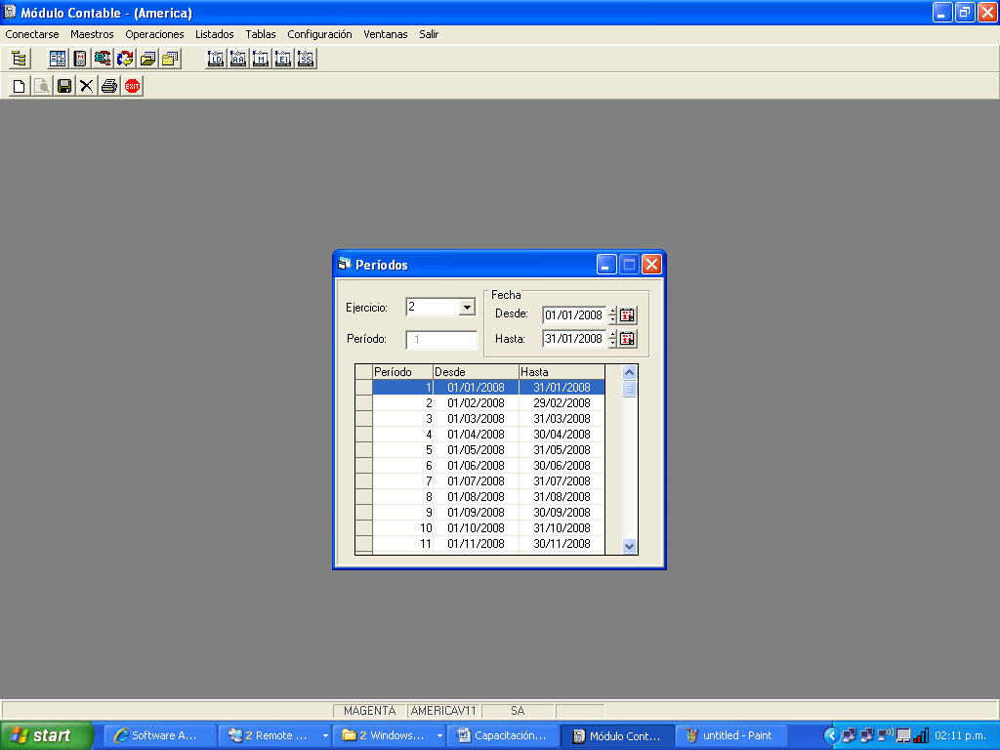 Módulo Contable - (America)
Conectarse Maestros Operaciones Listados Tablas Configuración Ventanas Salir
LD AA M EI SS
EXIT
Períodos
Ejercicio: 2
Fecha
Desde: 01/01/2008
Período: 1
Hasta: 31/01/2008
Período Desde Hasta
1 01/01/2008 31/01/2008
2 01/02/2008 29/02/2008
3 01/03/2008 31/03/2008
4 01/04/2008 30/04/2008
5 01/05/2008 31/05/2008
6 01/06/2008 30/06/2008
7 01/07/2008 31/07/2008
8 01/08/2008 31/08/2008
9 01/09/2008 30/09/2008
10 01/10/2008 31/10/2008
11 01/11/2008 30/11/2008
MAGENTA AMERICAV11 SA
start Software A... 2 Remote ... 2 Windows... Capacitación... Módulo Cont... untitled - Paint 02:11 p.m.